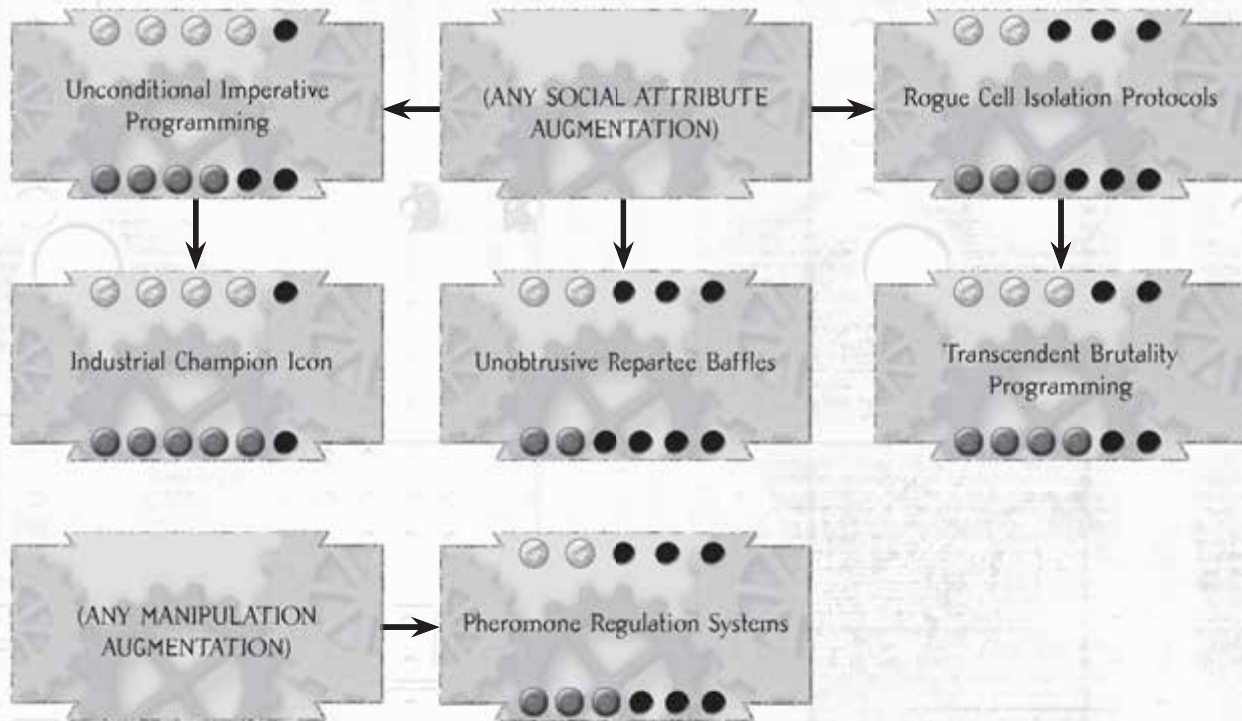 Unconditional Imperative
Programming
(ANY SOCIAL ATTRIBUTE
AUGMENTATION)
Rogue Cell Isolation Protocols
Industrial Champion Icon
Unobtrusive Repartee Baffles
Transcendent Brutality
Programming
(ANY MANIPULATION
AUGMENTATION)
Pheromone Regulation Systems